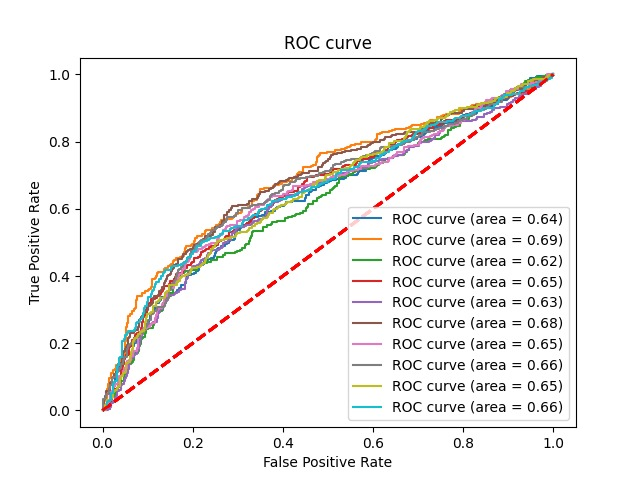 ROC curve
1.0
0.8
0.6
0.4
0.2
0.0
True Positive Rate
ROC curve (area = 0.64)
ROC curve (area = 0.69)
ROC curve (area = 0.62)
ROC curve (area = 0.65)
ROC curve (area = 0.63)
ROC curve (area = 0.68)
ROC curve (area = 0.65)
ROC curve (area = 0.66)
ROC curve (area = 0.65)
ROC curve (area = 0.66)
0.0 0.2 0.4 0.6 0.8 1.0
False Positive Rate